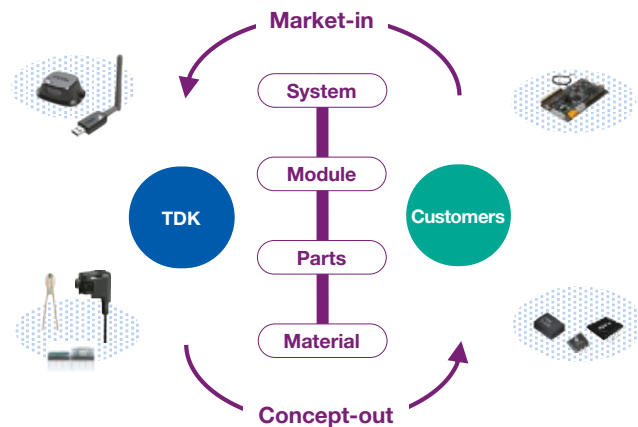 Market-in
System
Module
TDK
Customers
Parts
Material
Concept-out